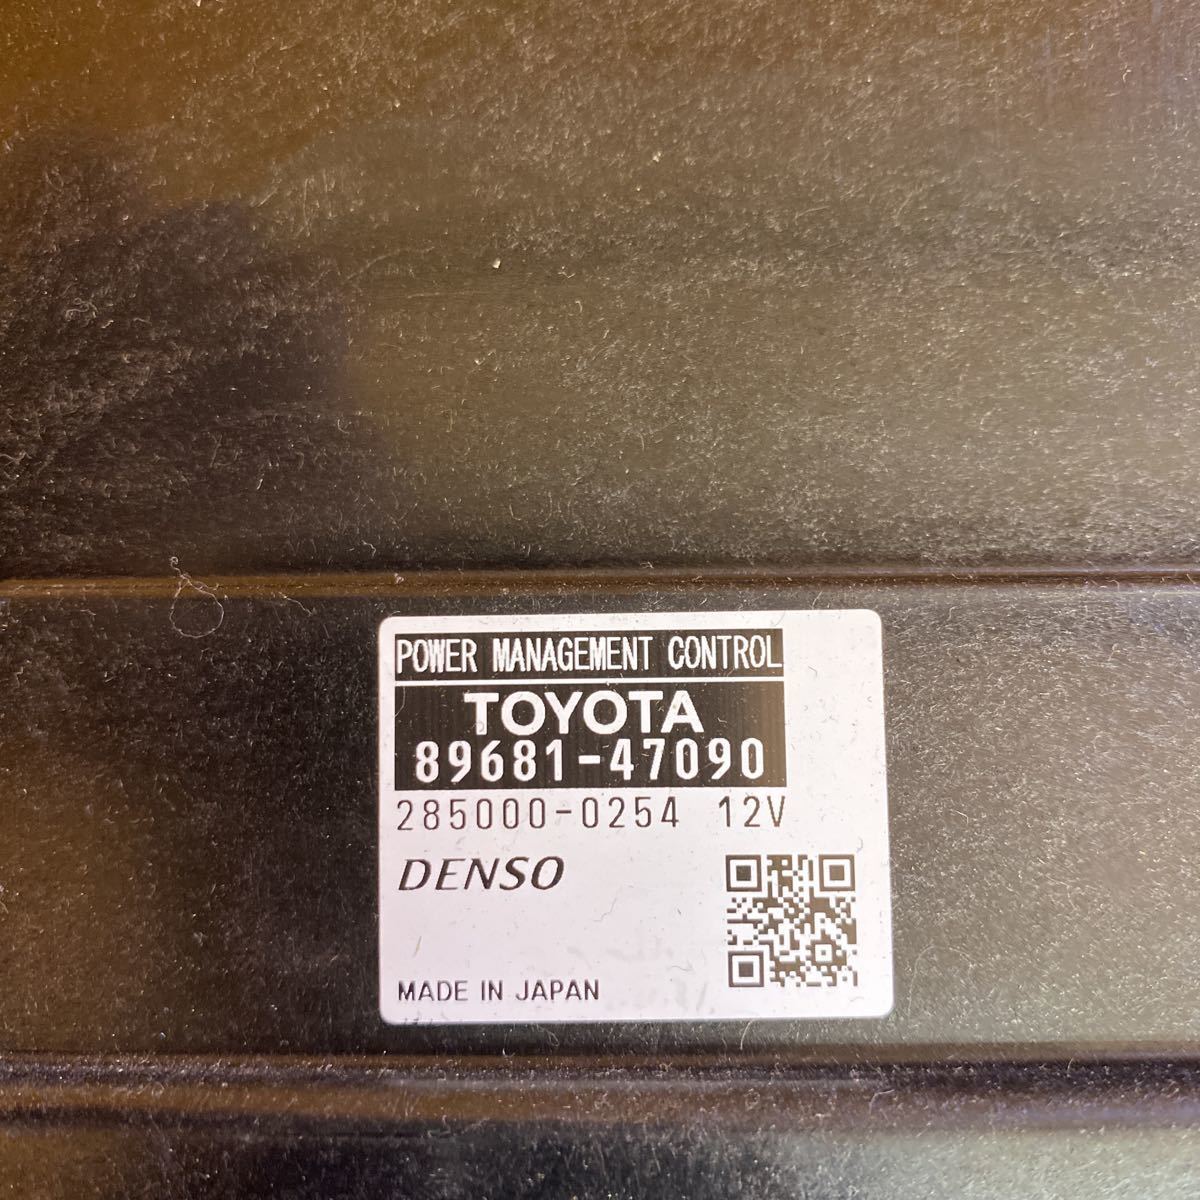 POWER MANAGEMENT CONTROL
TOYOTA
89681-47090
285000-0254 12V
DENSO
MADE IN JAPAN